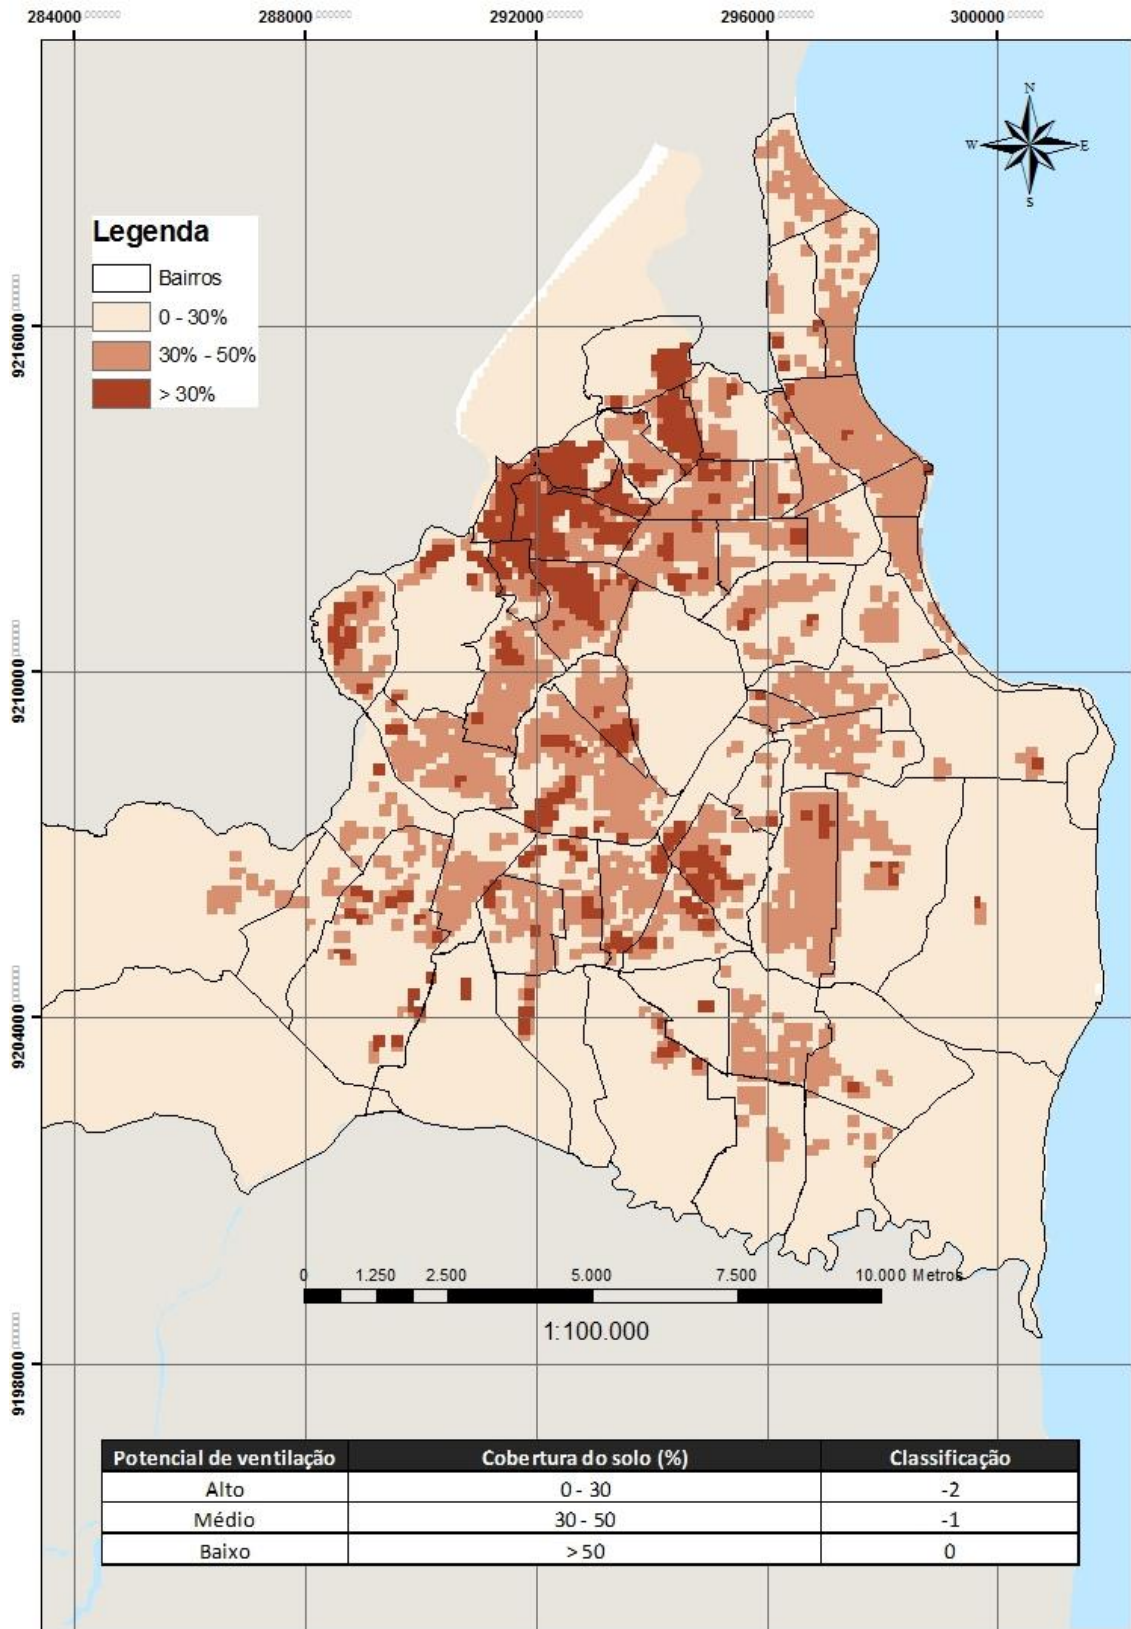 284000 288000 292000 296000 300000
N
W E
S
Legenda
Bairros
0 - 30%
30% - 50%
> 30%
9216000
9210000
9204000
9198000
0 1.250 2.500 5.000 7.500 10.000 Metros
1:100.000
Potencial de ventilação Cobertura do solo (%) Classificação
Alto 0 - 30 -2
Médio 30 - 50 -1
Baixo > 50 0